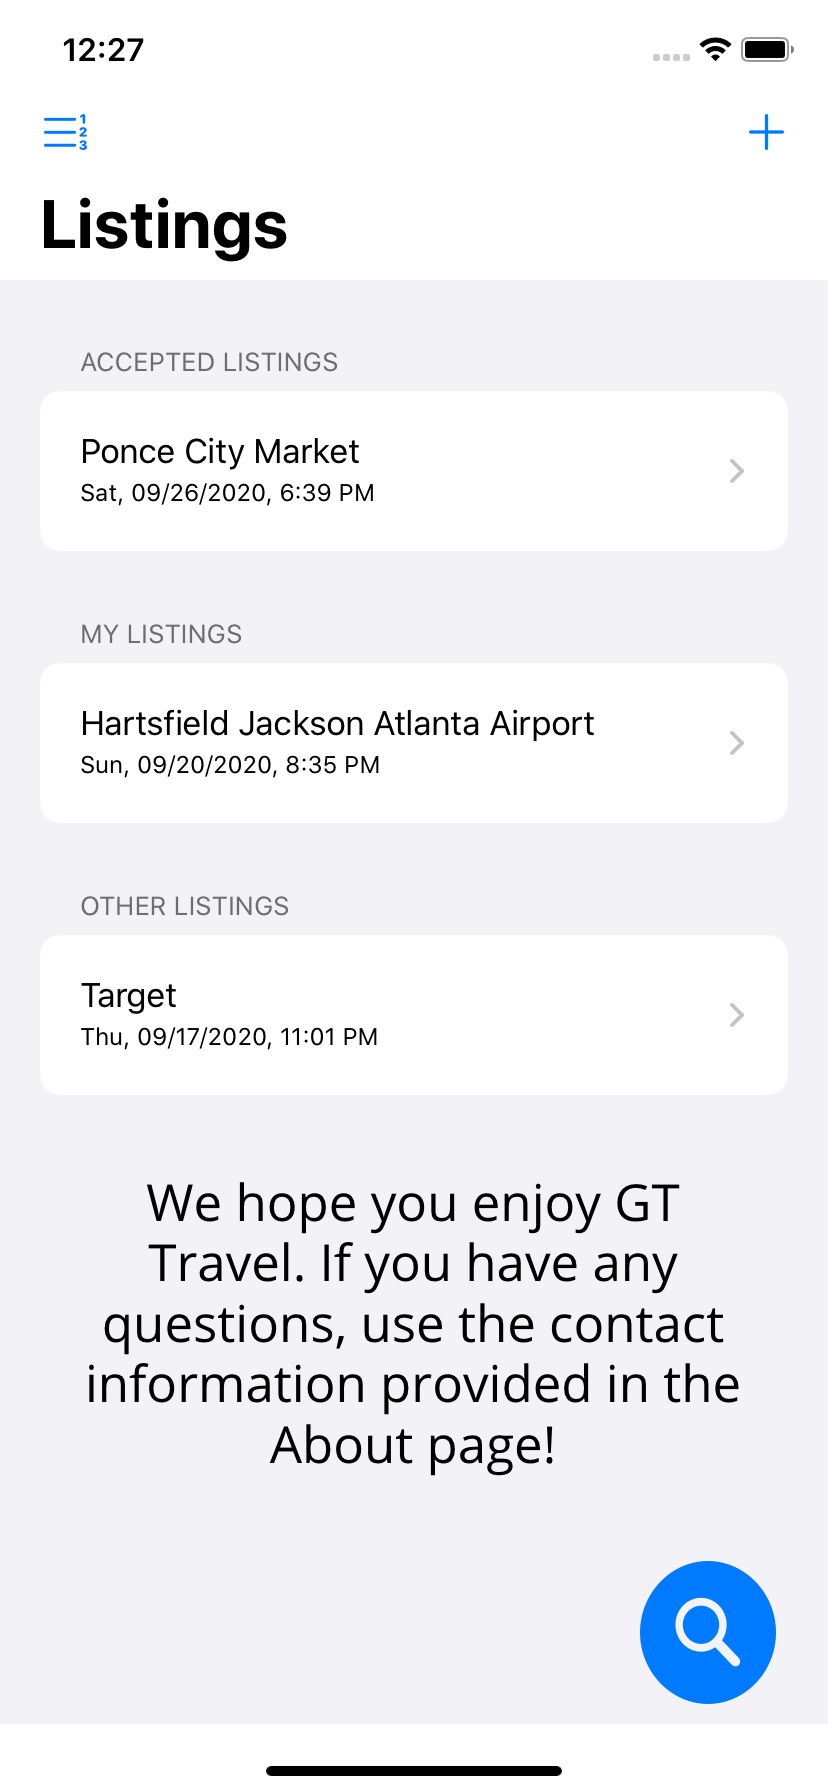 12:27
1
2
3
Listings
ACCEPTED LISTINGS
Ponce City Market
Sat, 09/26/2020, 6:39 PM
MY LISTINGS
Hartsfield Jackson Atlanta Airport
Sun, 09/20/2020, 8:35 PM
OTHER LISTINGS
Target
Thu, 09/17/2020, 11:01 PM
We hope you enjoy GT
Travel. If you have any
questions, use the contact
information provided in the
About page!